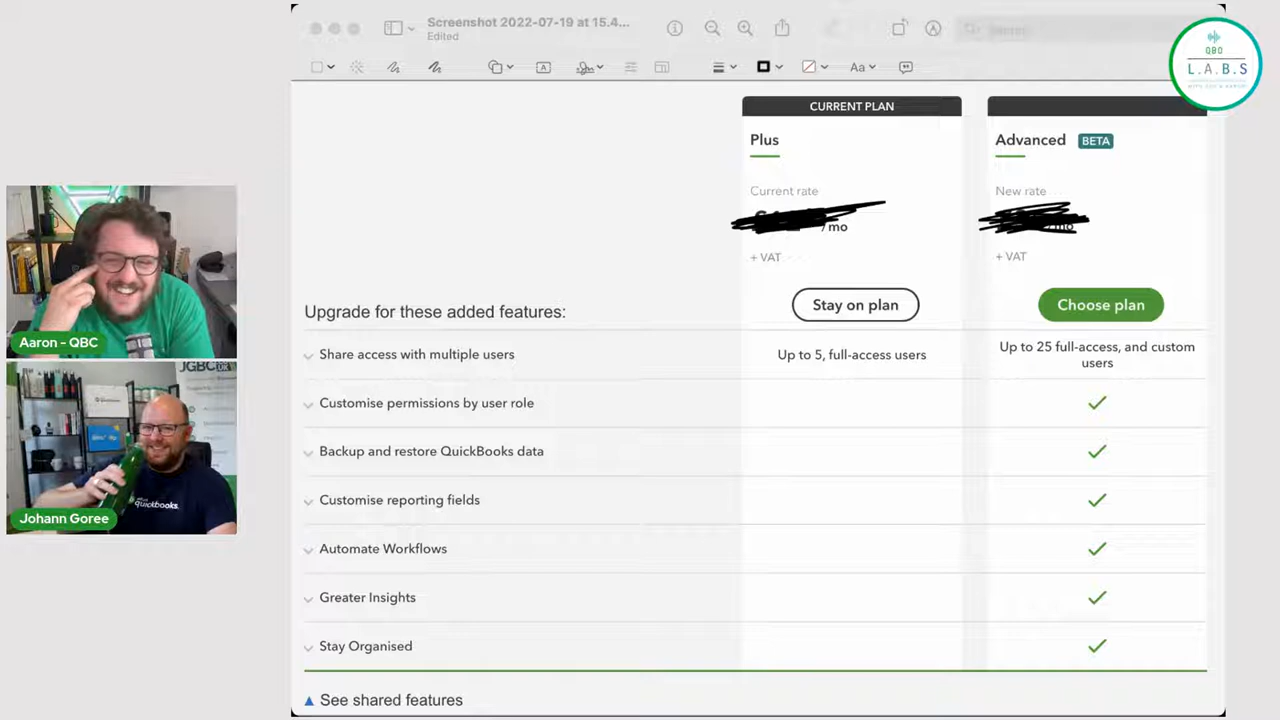 Screenshot 2022-07-19 at 15.4...
Edited
Aa
QBO
L.A.B.S
CURRENT PLAN
Plus
Advanced BETA
Current rate
New rate
/mo
+ VAT
+ VAT
Upgrade for these added features:
Stay on plan
Choose plan
Share access with multiple users
Up to 5, full-access users
Up to 25 full-access, and custom
users
Customise permissions by user role
Backup and restore QuickBooks data
Customise reporting fields
Automate Workflows
Greater Insights
Stay Organised
See shared features
Aaron - QBC
JGBC
quickbooks.
Johann Goree